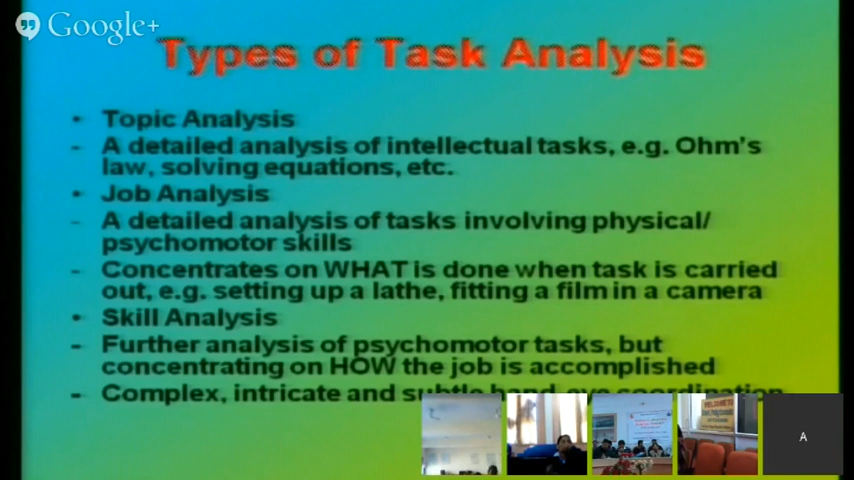 Google+
Types of Task Analysis
• Topic Analysis
- A detailed analysis of intellectual tasks, e.g. Ohm's
law, solving equations, etc.
• Job Analysis
- A detailed analysis of tasks involving physical/
psychomotor skills
- Concentrates on WHAT is done when task is carried
out, e.g. setting up a lathe, fitting a film in a camera
• Skill Analysis
- Further analysis of psychomotor tasks, but
concentrating on HOW the job is accomplished
- Complex, intricate and subtle hand-eye coordination
WELCOME TO
A